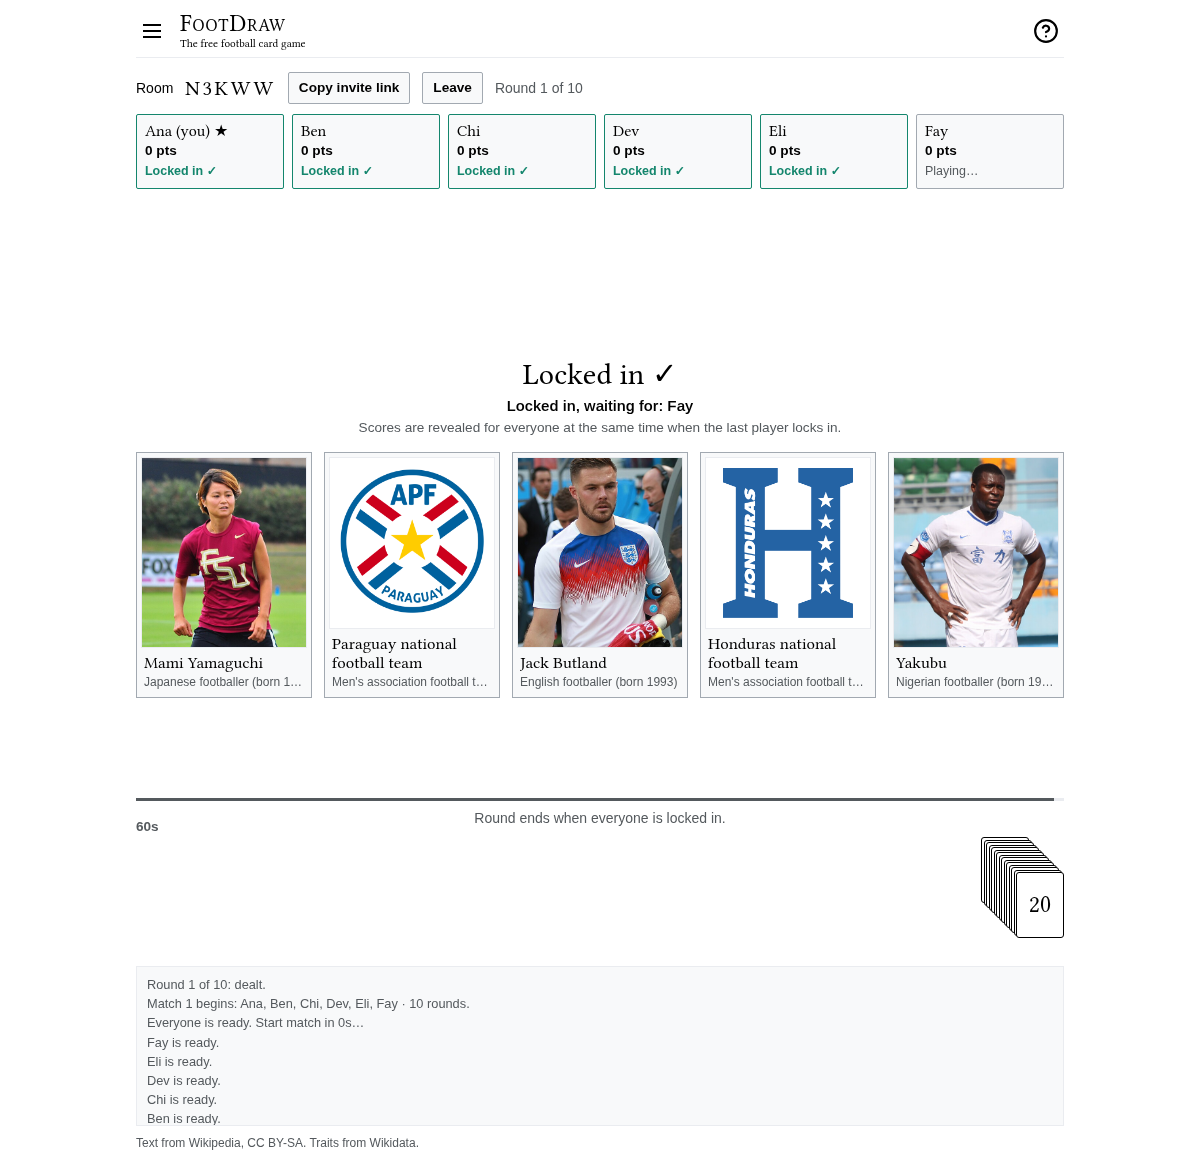 FootDraw
The free football card game
Room N3KWW Copy invite link Leave Round 1 of 10
Ana (you) ★
0 pts
Locked in ✓
Ben
0 pts
Locked in ✓
Chi
0 pts
Locked in ✓
Dev
0 pts
Locked in ✓
Eli
0 pts
Locked in ✓
Fay
0 pts
Playing…
Locked in ✓
Locked in, waiting for: Fay
Scores are revealed for everyone at the same time when the last player locks in.
FOX
FSU
Mami Yamaguchi
Japanese footballer (born 1…
APF
PARAGUAY
Paraguay national
football team
Men's association football t…
Jack Butland
English footballer (born 1993)
HONDURAS
Honduras national
football team
Men's association football t…
富力
Yakubu
Nigerian footballer (born 19…
60s
Round ends when everyone is locked in.
20
Round 1 of 10: dealt.
Match 1 begins: Ana, Ben, Chi, Dev, Eli, Fay · 10 rounds.
Everyone is ready. Start match in 0s…
Fay is ready.
Eli is ready.
Dev is ready.
Chi is ready.
Ben is ready.
Text from Wikipedia, CC BY-SA. Traits from Wikidata.